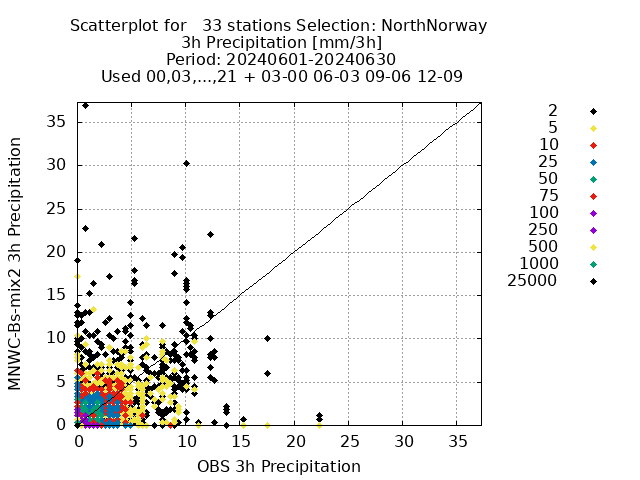 Scatterplot for   33 stations Selection: NorthNorway
3h Precipitation [mm/3h]
Period: 20240601-20240630
Used 00,03,...,21 + 03-00 06-03 09-06 12-09
MNWC-Bs-mix2 3h Precipitation
35
30
25
20
15
10
5
0
0 5 10 15 20 25 30 35
OBS 3h Precipitation
2
5
10
25
50
75
100
250
500
1000
25000